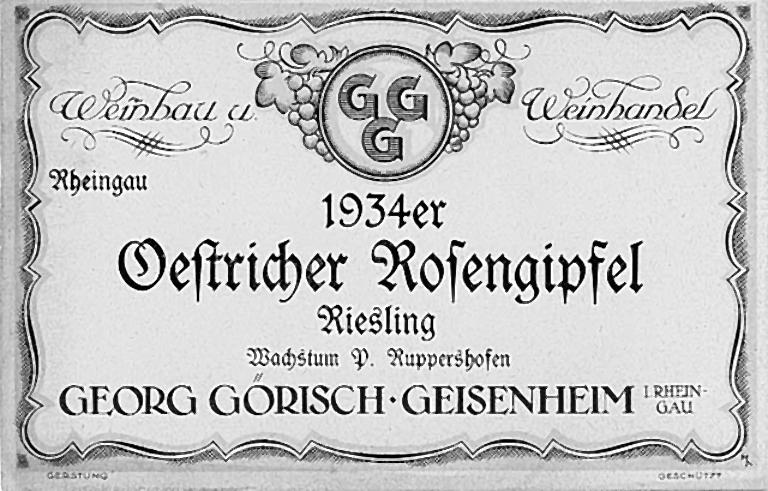 Weinbau u. Weinhandel
GGG
Rheingau
1934er
Oestricher Rosengipfel
Riesling
Wachstum P. Ruppershofen
GEORG GÖRISCH · GEISENHEIM I. RHEIN-
GAU
GERSTUNG GESCHÜTZT